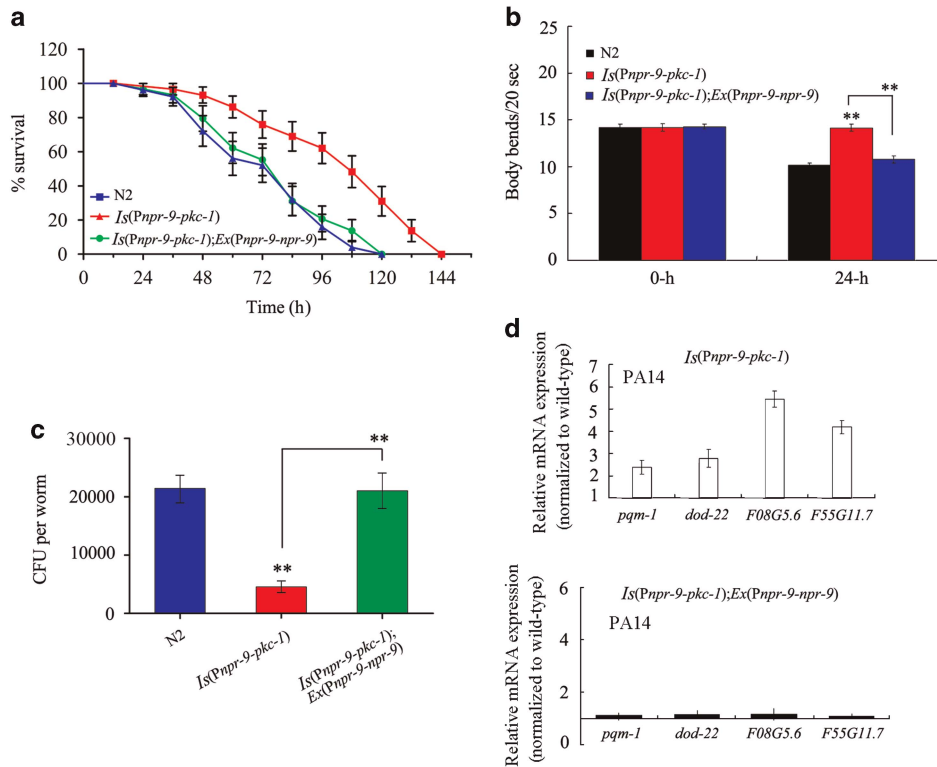 a
120
100
80
60
40
20
0
% survival
N2
Is(Pnpr-9-pkc-1)
Is(Pnpr-9-pkc-1);Ex(Pnpr-9-npr-9)
0 24 48 72 96 120 144
Time (h)
b
N2
Is(Pnpr-9-pkc-1)
Is(Pnpr-9-pkc-1);Ex(Pnpr-9-npr-9)
25
20
15
10
5
0
Body bends/20 sec
**
**
0-h 24-h
c
30000
20000
10000
0
CFU per worm
**
**
N2
Is(Pnpr-9-pkc-1)
Is(Pnpr-9-pkc-1);
Ex(Pnpr-9-npr-9)
d
Is(Pnpr-9-pkc-1)
PA14
Relative mRNA expression
(normalized to wild-type)
7
6
5
4
3
2
1
pqm-1 dod-22 F08G5.6 F55G11.7
Is(Pnpr-9-pkc-1);Ex(Pnpr-9-npr-9)
PA14
Relative mRNA expression
(normalized to wild-type)
6
4
2
0
pqm-1 dod-22 F08G5.6 F55G11.7